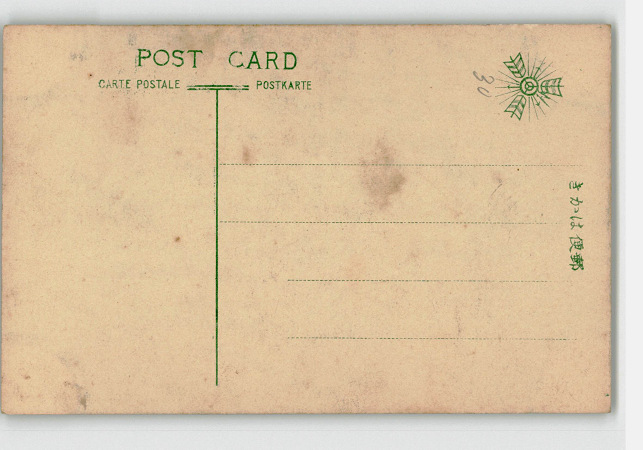 POST CARD
CARTE POSTALE POSTKARTE
30
きかは便郵